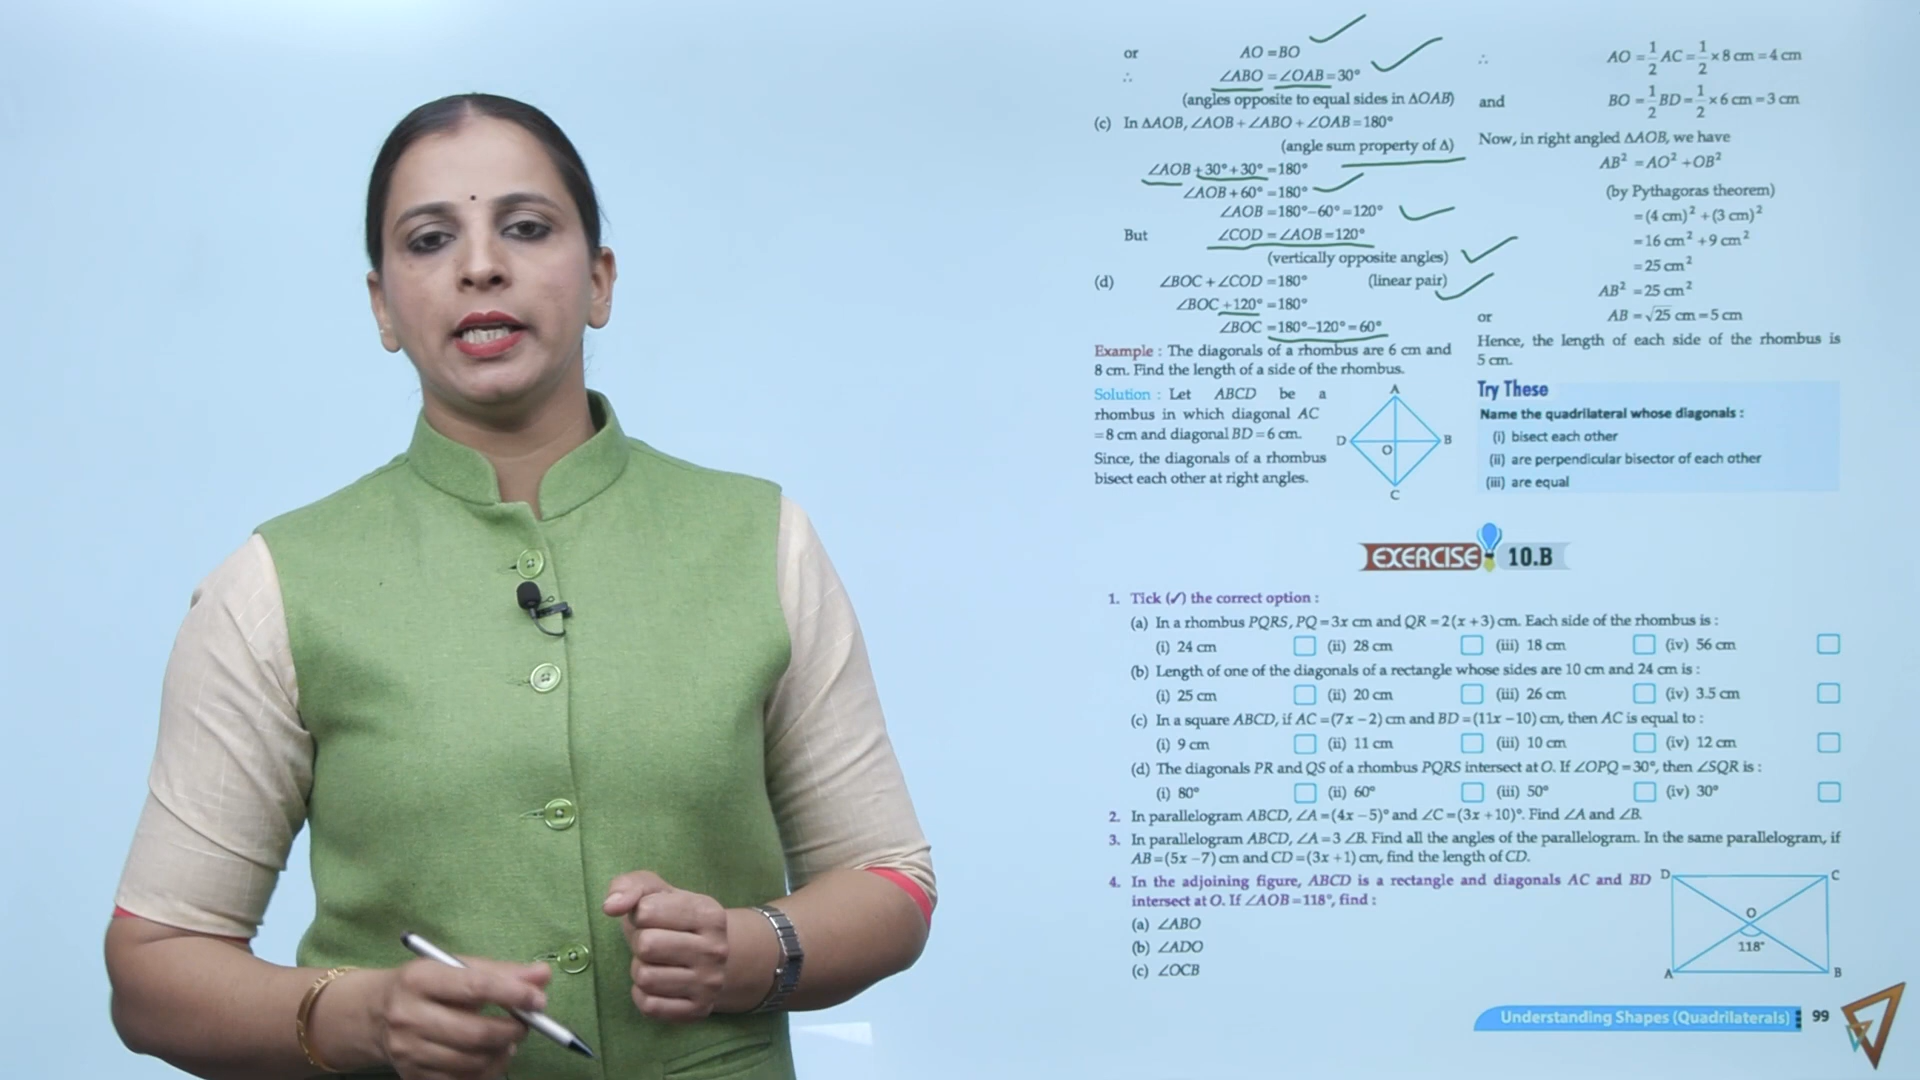 or AO = BO
∴ ∠ABO = ∠OAB = 30°
(angles opposite to equal sides in ΔOAB)
(c) In ΔAOB, ∠AOB + ∠ABO + ∠OAB = 180°
(angle sum property of Δ)
∠AOB + 30° + 30° = 180°
∠AOB + 60° = 180°
∠AOB = 180° – 60° = 120°
But ∠COD = ∠AOB = 120°
(vertically opposite angles)
(d) ∠BOC + ∠COD = 180° (linear pair)
∠BOC + 120° = 180°
∠BOC = 180° – 120° = 60°
Example : The diagonals of a rhombus are 6 cm and
8 cm. Find the length of a side of the rhombus.
Solution : Let ABCD be a
rhombus in which diagonal AC
= 8 cm and diagonal BD = 6 cm.
Since, the diagonals of a rhombus
bisect each other at right angles.
A
D B
O
C
∴ AO = 1/2 AC = 1/2 × 8 cm = 4 cm
and BO = 1/2 BD = 1/2 × 6 cm = 3 cm
Now, in right angled ΔAOB, we have
AB² = AO² + OB²
(by Pythagoras theorem)
= (4 cm)² + (3 cm)²
= 16 cm² + 9 cm²
= 25 cm²
AB² = 25 cm²
or AB = √25 cm = 5 cm
Hence, the length of each side of the rhombus is
5 cm.
Try These
Name the quadrilateral whose diagonals :
(i) bisect each other
(ii) are perpendicular bisector of each other
(iii) are equal
EXERCISE 10.B
1. Tick (✓) the correct option :
(a) In a rhombus PQRS, PQ = 3x cm and QR = 2(x + 3) cm. Each side of the rhombus is :
(i) 24 cm (ii) 28 cm (iii) 18 cm (iv) 56 cm
(b) Length of one of the diagonals of a rectangle whose sides are 10 cm and 24 cm is :
(i) 25 cm (ii) 20 cm (iii) 26 cm (iv) 3.5 cm
(c) In a square ABCD, if AC = (7x – 2) cm and BD = (11x – 10) cm, then AC is equal to :
(i) 9 cm (ii) 11 cm (iii) 10 cm (iv) 12 cm
(d) The diagonals PR and QS of a rhombus PQRS intersect at O. If ∠OPQ = 30°, then ∠SQR is :
(i) 80° (ii) 60° (iii) 50° (iv) 30°
2. In parallelogram ABCD, ∠A = (4x – 5)° and ∠C = (3x + 10)°. Find ∠A and ∠B.
3. In parallelogram ABCD, ∠A = 3 ∠B. Find all the angles of the parallelogram. In the same parallelogram, if
AB = (5x – 7) cm and CD = (3x + 1) cm, find the length of CD.
4. In the adjoining figure, ABCD is a rectangle and diagonals AC and BD
intersect at O. If ∠AOB = 118°, find :
(a) ∠ABO
(b) ∠ADO
(c) ∠OCB
D C
O
118°
A B
Understanding Shapes (Quadrilaterals) 99